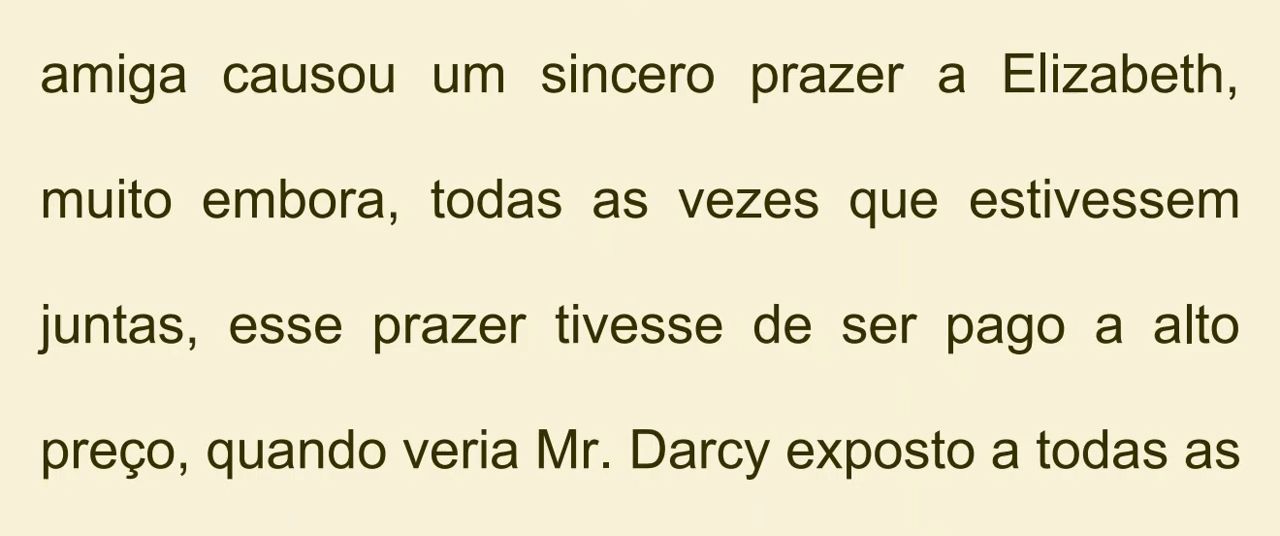 amiga causou um sincero prazer a Elizabeth,
muito embora, todas as vezes que estivessem
juntas, esse prazer tivesse de ser pago a alto
preço, quando veria Mr. Darcy exposto a todas as